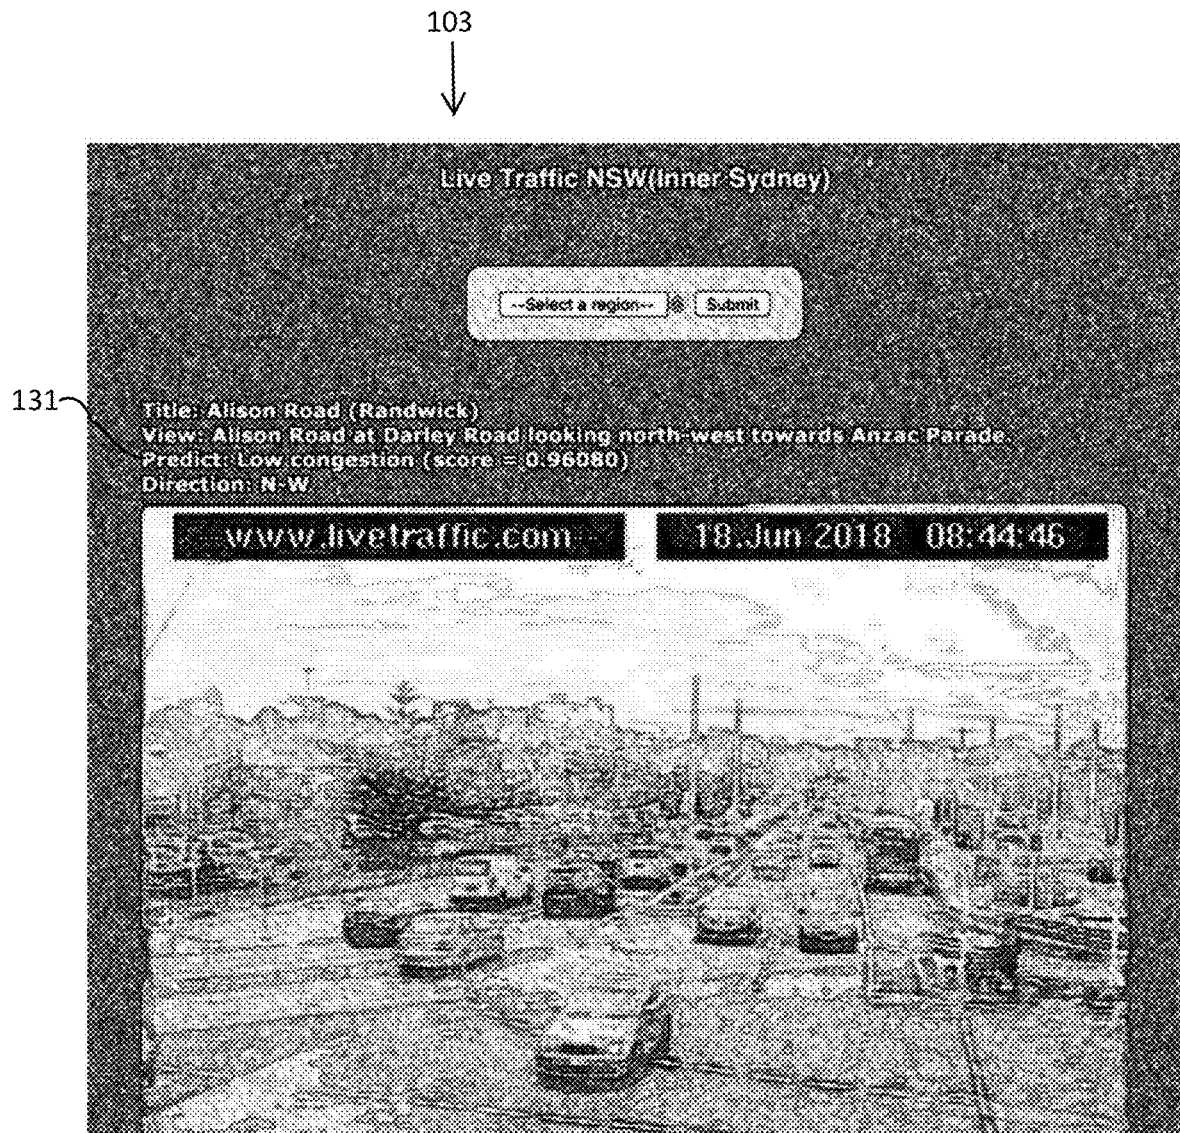 103
Live Traffic NSW(Inner Sydney)
--Select a region-- Submit
131
Title: Alison Road (Randwick)
View: Alison Road at Darley Road looking north-west towards Anzac Parade.
Predict: Low congestion (score = 0.96080)
Direction: N-W
www.livetraffic.com 18.Jun 2018 08:44:46